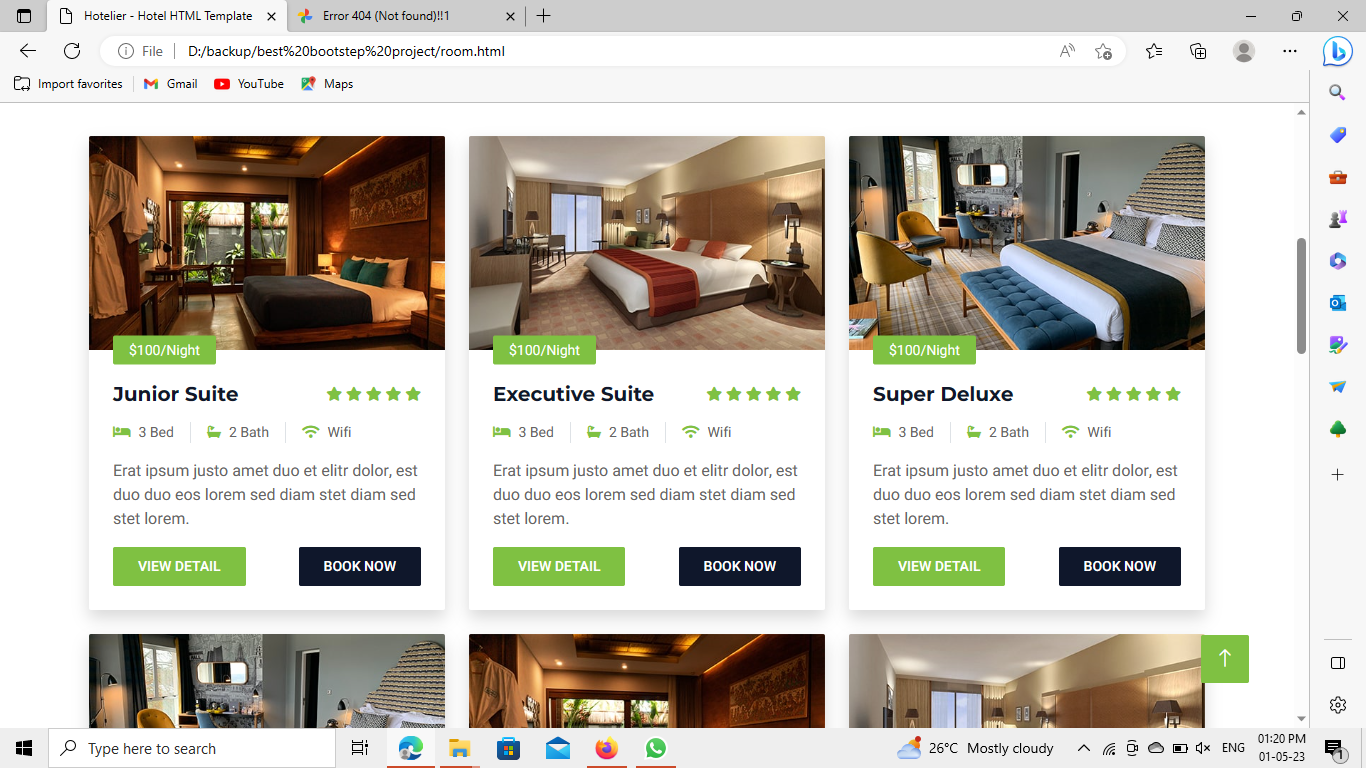 Hotelier - Hotel HTML Template
Error 404 (Not found)!!1
File
D:/backup/best%20bootstep%20project/room.html
Import favorites
Gmail
YouTube
Maps
$100/Night
$100/Night
$100/Night
Junior Suite
Executive Suite
Super Deluxe
3 Bed
2 Bath
Wifi
3 Bed
2 Bath
Wifi
3 Bed
2 Bath
Wifi
Erat ipsum justo amet duo et elitr dolor, est
duo duo eos lorem sed diam stet diam sed
stet lorem.
Erat ipsum justo amet duo et elitr dolor, est
duo duo eos lorem sed diam stet diam sed
stet lorem.
Erat ipsum justo amet duo et elitr dolor, est
duo duo eos lorem sed diam stet diam sed
stet lorem.
VIEW DETAIL
BOOK NOW
VIEW DETAIL
BOOK NOW
VIEW DETAIL
BOOK NOW
Type here to search
26°C Mostly cloudy
ENG
01:20 PM
01-05-23
1